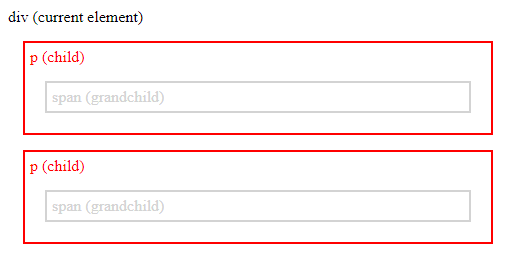 div (current element)
p (child)
span (grandchild)
p (child)
span (grandchild)